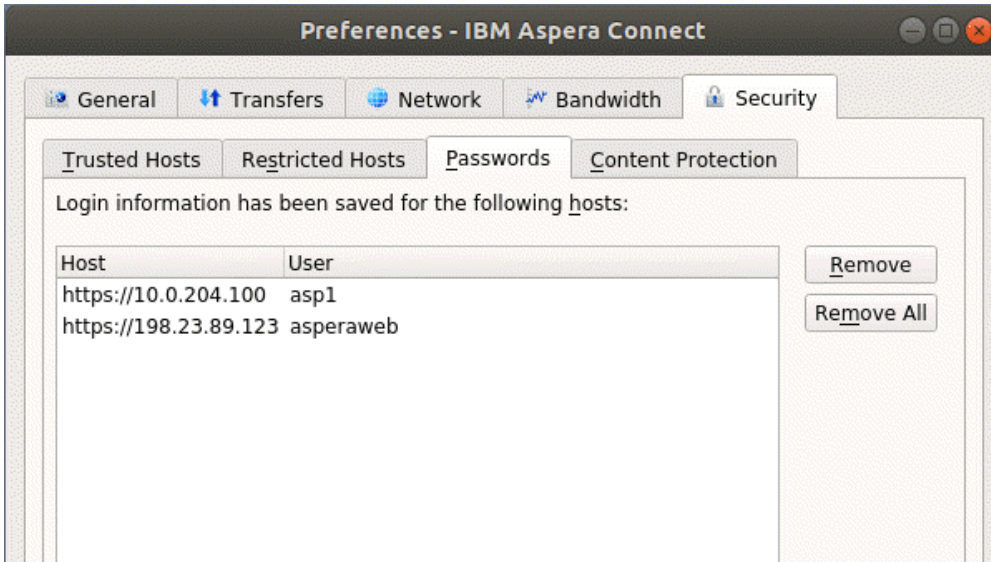 Preferences - IBM Aspera Connect
General Transfers Network Bandwidth Security
Trusted Hosts Restricted Hosts Passwords Content Protection
Login information has been saved for the following hosts:
Host User
Remove
https://10.0.204.100 asp1
https://198.23.89.123 asperaweb
Remove All